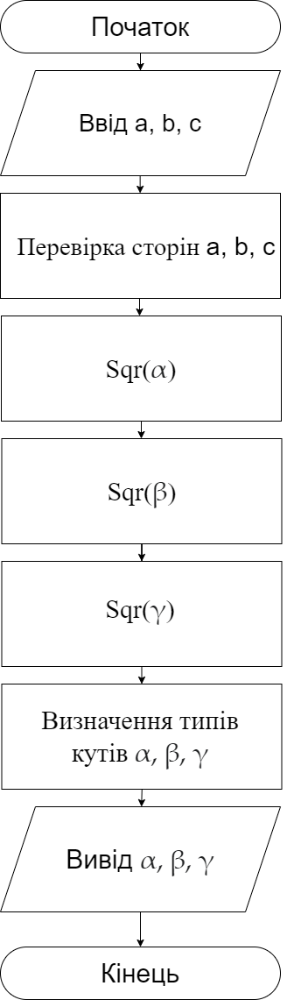 Початок
Ввід a, b, c
Перевірка сторін a, b, c
Sqr(α)
Sqr(β)
Sqr(γ)
Визначення типів
кутів α, β, γ
Вивід α, β, γ
Кінець